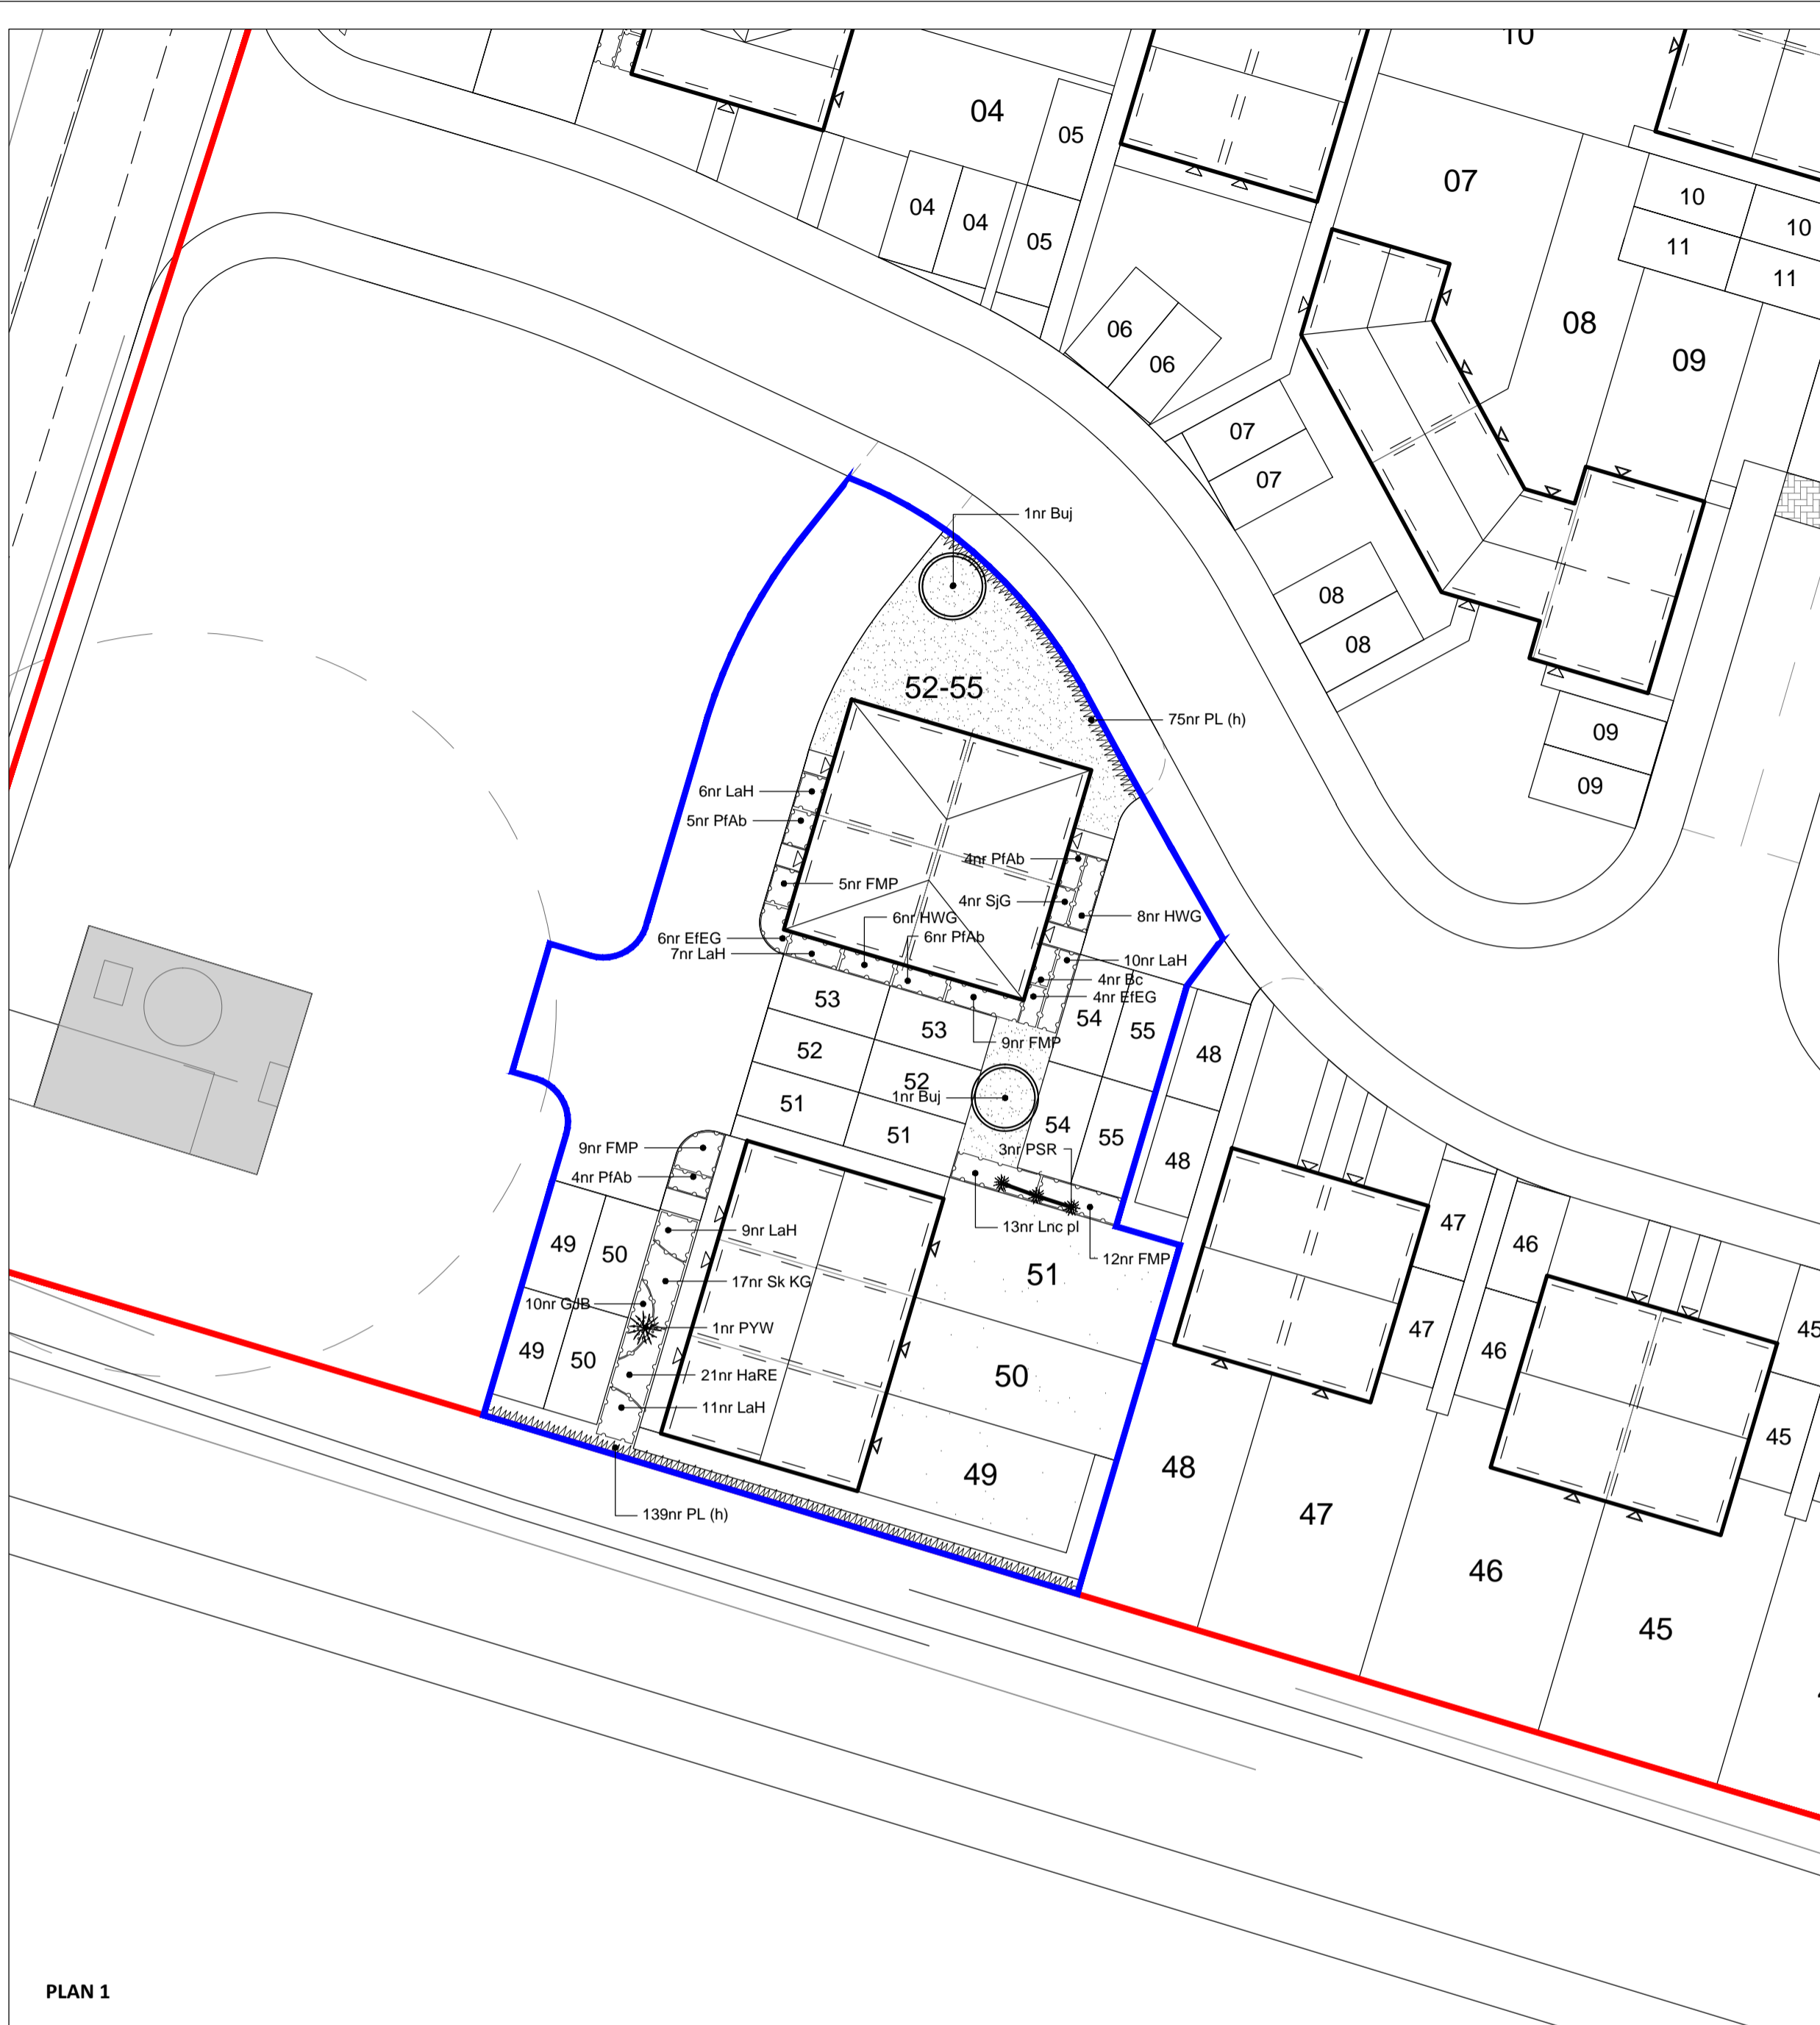 10
04
05
07
10
04
04
05
10
11
11
06
08
06
09
07
07
1nr Buj
08
08
52-55
75nr PL (h)
09
09
6nr LaH
5nr PfAb
4nr PfAb
5nr FMP
4nr SjG
6nr HWG
8nr HWG
6nr EfEG
6nr PfAb
7nr LaH
10nr LaH
4nr Bc
4nr EfEG
53
53
54
55
9nr FMP
52
48
52
1nr Buj
51
54
51
55
9nr FMP
3nr PSR
48
4nr PfAb
47
13nr Lnc pl
9nr LaH
49
50
12nr FMP
46
51
17nr Sk KG
10nr GJB
1nr PYW
47
45
49
50
46
21nr HaRE
50
11nr LaH
45
49
48
139nr PL (h)
47
46
45
PLAN 1